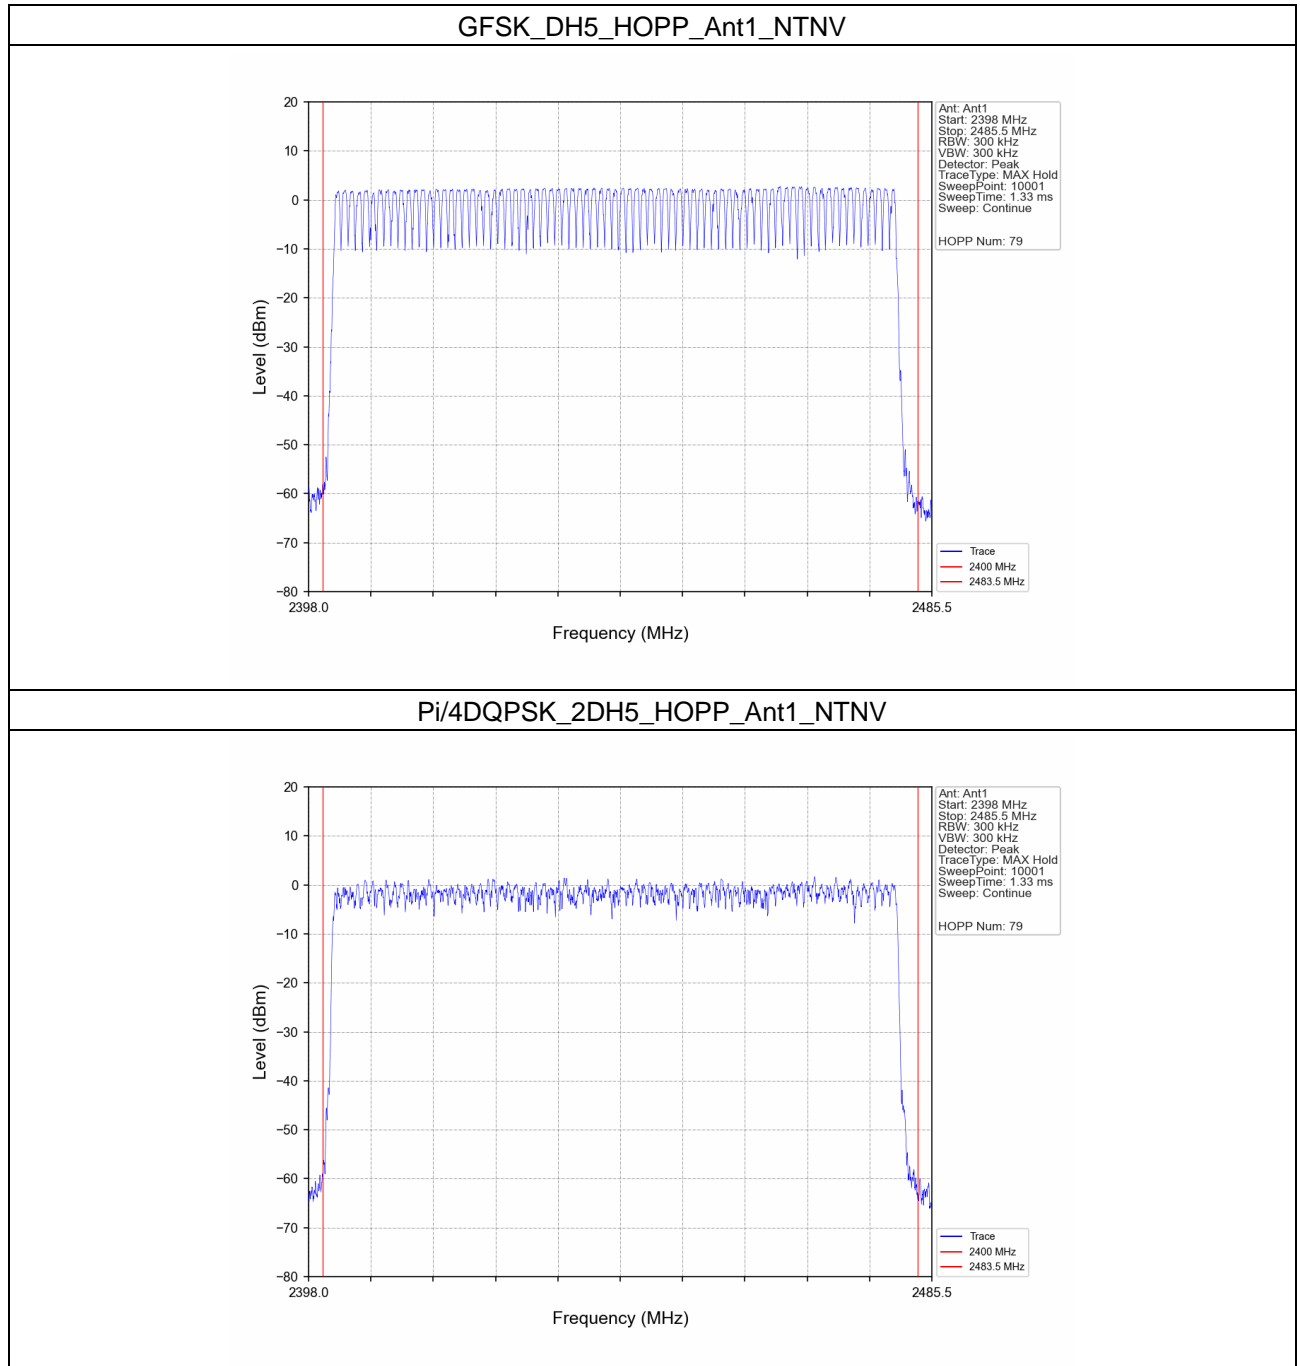 GFSK_DH5_HOPP_Ant1_NTNV
20
10
0
−10
−20
−30
−40
−50
−60
−70
−80
Level (dBm)
2398.0
2485.5
Frequency (MHz)
Ant: Ant1
Start: 2398 MHz
Stop: 2485.5 MHz
RBW: 300 kHz
VBW: 300 kHz
Detector: Peak
TraceType: MAX Hold
SweepPoint: 10001
SweepTime: 1.33 ms
Sweep: Continue
HOPP Num: 79
Trace
2400 MHz
2483.5 MHz
Pi/4DQPSK_2DH5_HOPP_Ant1_NTNV
20
10
0
−10
−20
−30
−40
−50
−60
−70
−80
Level (dBm)
2398.0
2485.5
Frequency (MHz)
Ant: Ant1
Start: 2398 MHz
Stop: 2485.5 MHz
RBW: 300 kHz
VBW: 300 kHz
Detector: Peak
TraceType: MAX Hold
SweepPoint: 10001
SweepTime: 1.33 ms
Sweep: Continue
HOPP Num: 79
Trace
2400 MHz
2483.5 MHz